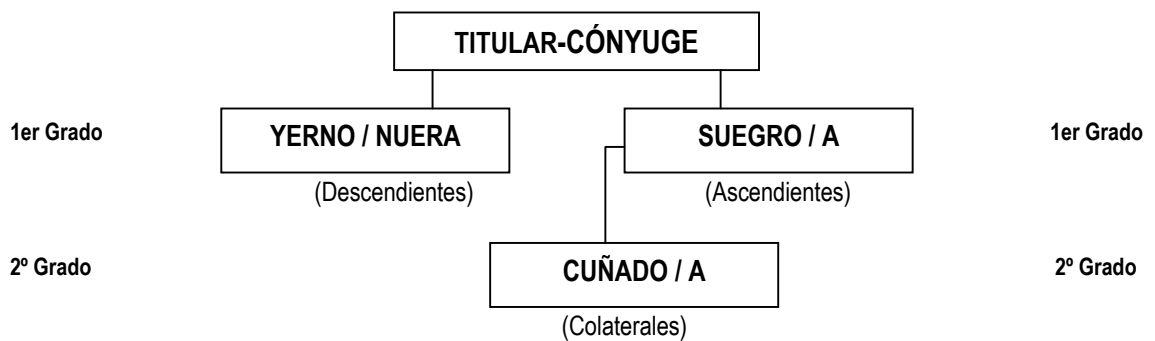 TITULAR-CÓNYUGE
1er Grado
YERNO / NUERA
SUEGRO / A
1er Grado
(Descendientes)
(Ascendientes)
2º Grado
CUÑADO / A
2º Grado
(Colaterales)